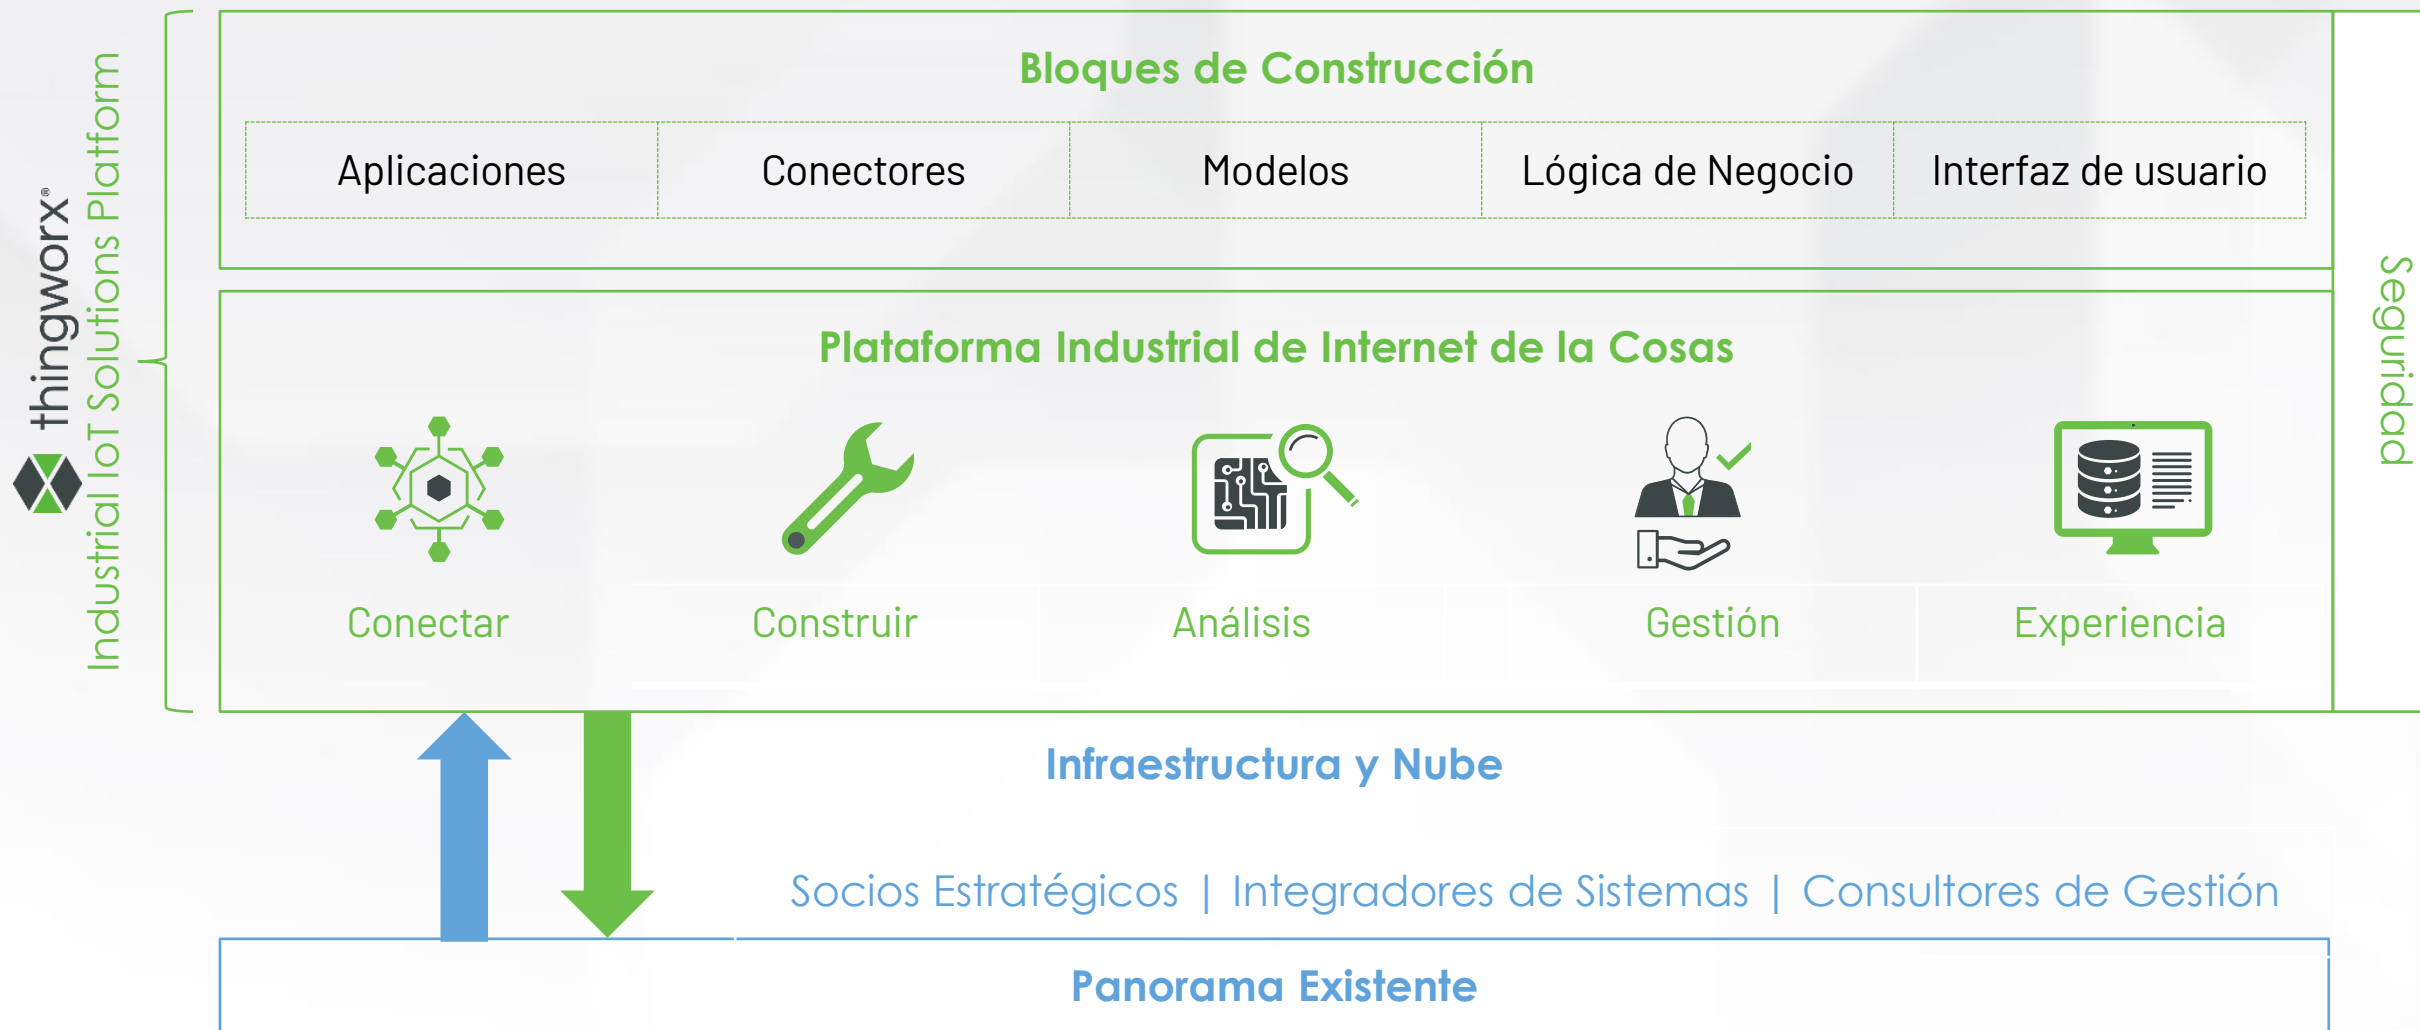 thingworx®
Industrial IoT Solutions Platform
Bloques de Construcción
Aplicaciones
Conectores
Modelos
Lógica de Negocio
Interfaz de usuario
Plataforma Industrial de Internet de la Cosas
Conectar
Construir
Análisis
Gestión
Experiencia
Seguridad
Infraestructura y Nube
Socios Estratégicos | Integradores de Sistemas | Consultores de Gestión
Panorama Existente